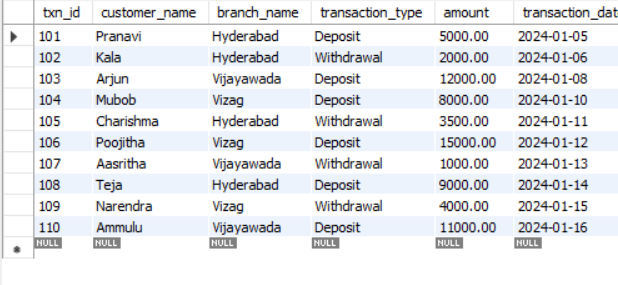 txn_id customer_name branch_name transaction_type amount transaction_dat
101 Pranavi Hyderabad Deposit 5000.00 2024-01-05
102 Kala Hyderabad Withdrawal 2000.00 2024-01-06
103 Arjun Vijayawada Deposit 12000.00 2024-01-08
104 Mubob Vizag Deposit 8000.00 2024-01-10
105 Charishma Hyderabad Withdrawal 3500.00 2024-01-11
106 Poojitha Vizag Deposit 15000.00 2024-01-12
107 Aasritha Vijayawada Withdrawal 1000.00 2024-01-13
108 Teja Hyderabad Deposit 9000.00 2024-01-14
109 Narendra Vizag Withdrawal 4000.00 2024-01-15
110 Ammulu Vijayawada Deposit 11000.00 2024-01-16
NULL NULL NULL NULL NULL NULL